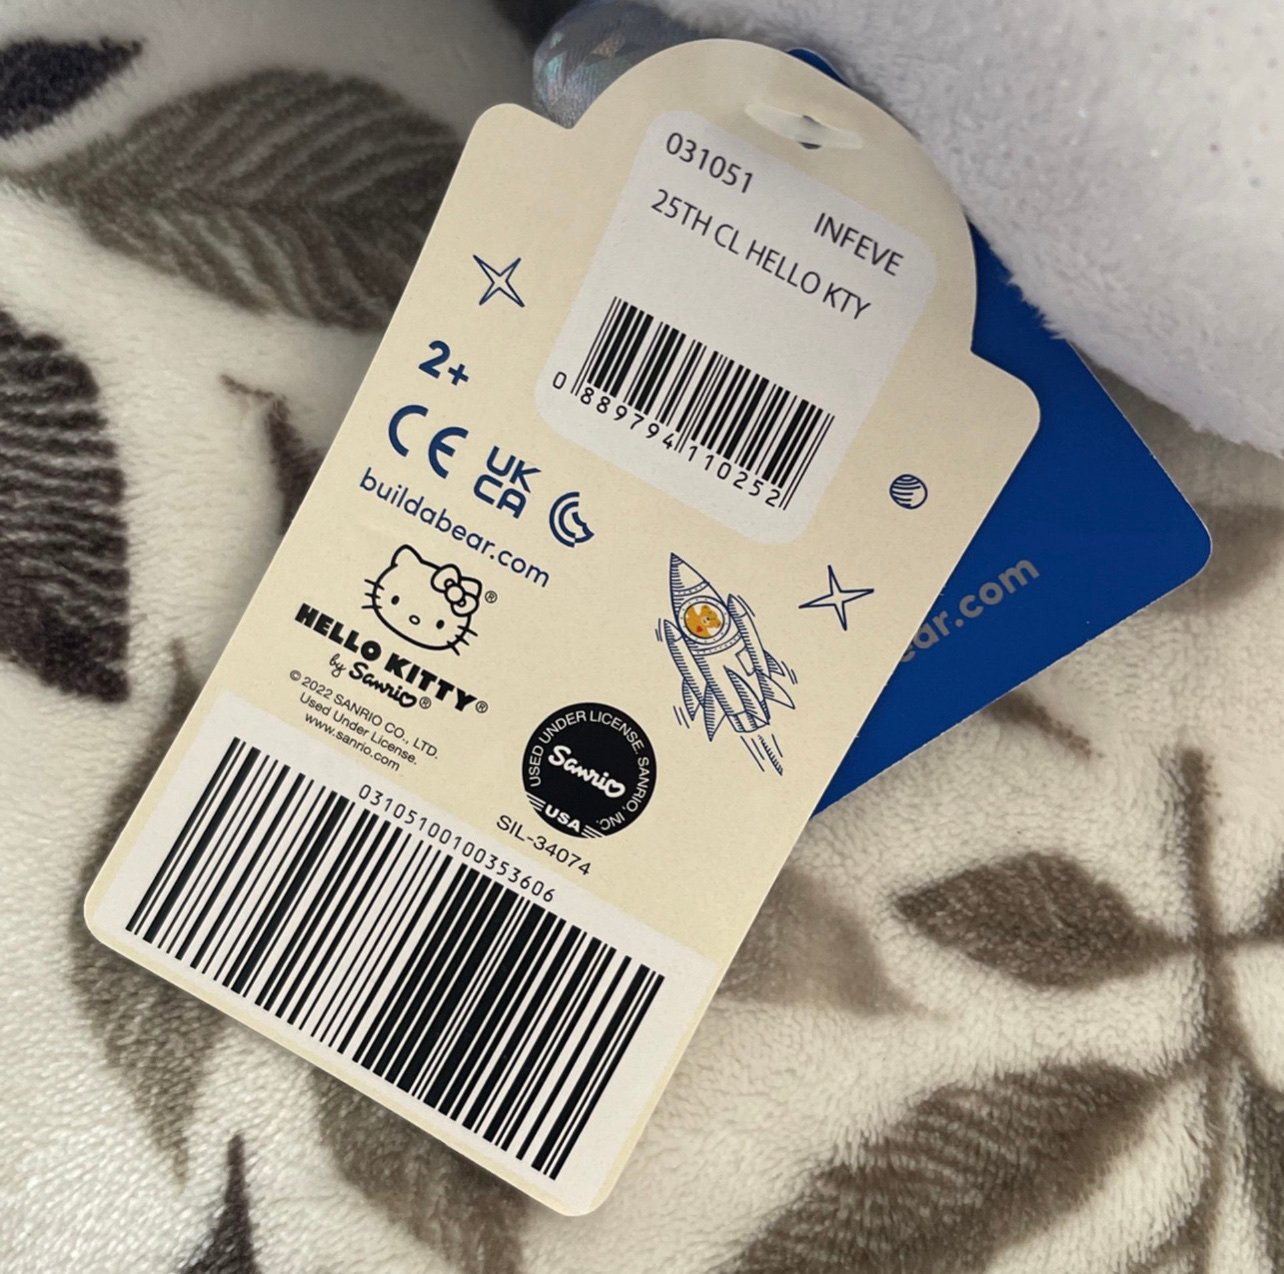 031051
INFEVE
25TH CL HELLO KTY
0 889794 110252
2+
CE
UK
CA
buildabear.com
®
HELLO KITTY®
by Sanrio®
© 2022 SANRIO CO., LTD.
Used Under License.
www.sanrio.com
USED UNDER LICENSE. SANRIO, INC.
Sanrio
USA
SIL-34074
03105100100353606
ear.com